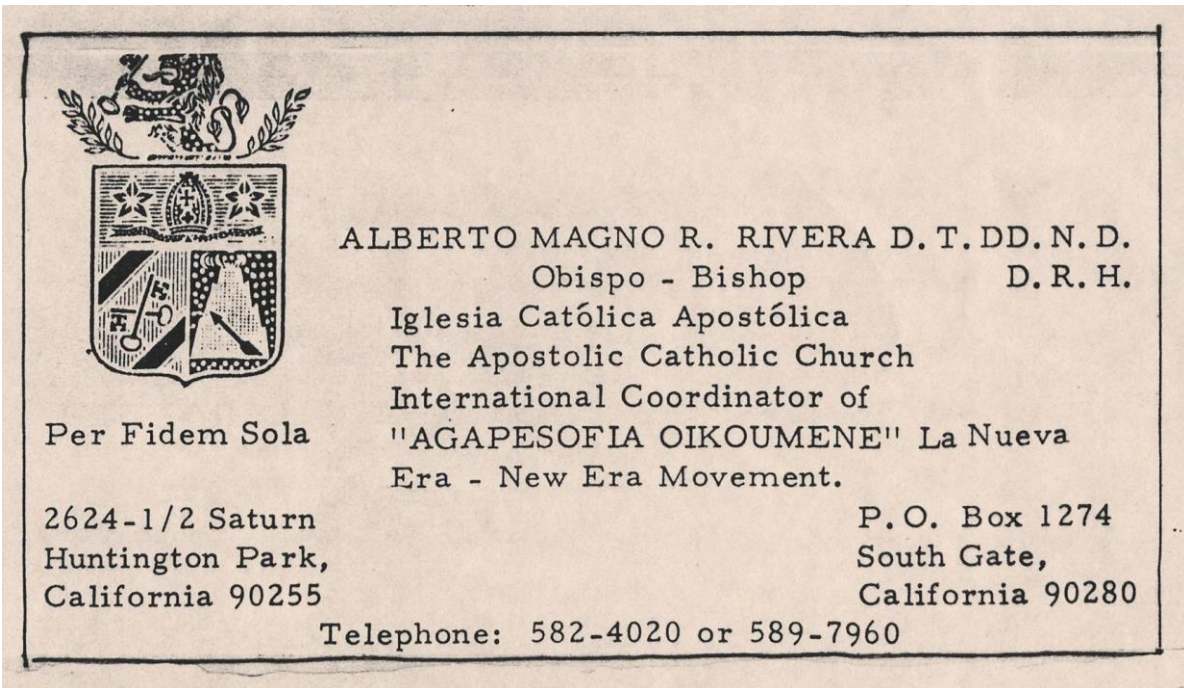 ALBERTO MAGNO R. RIVERA D. T. DD. N. D.
Obispo - Bishop D. R. H.
Iglesia Católica Apostólica
The Apostolic Catholic Church
International Coordinator of
"AGAPESOFIA OIKOUMENE" La Nueva
Era - New Era Movement.
Per Fidem Sola
2624-1/2 Saturn
Huntington Park,
California 90255
P. O. Box 1274
South Gate,
California 90280
Telephone: 582-4020 or 589-7960